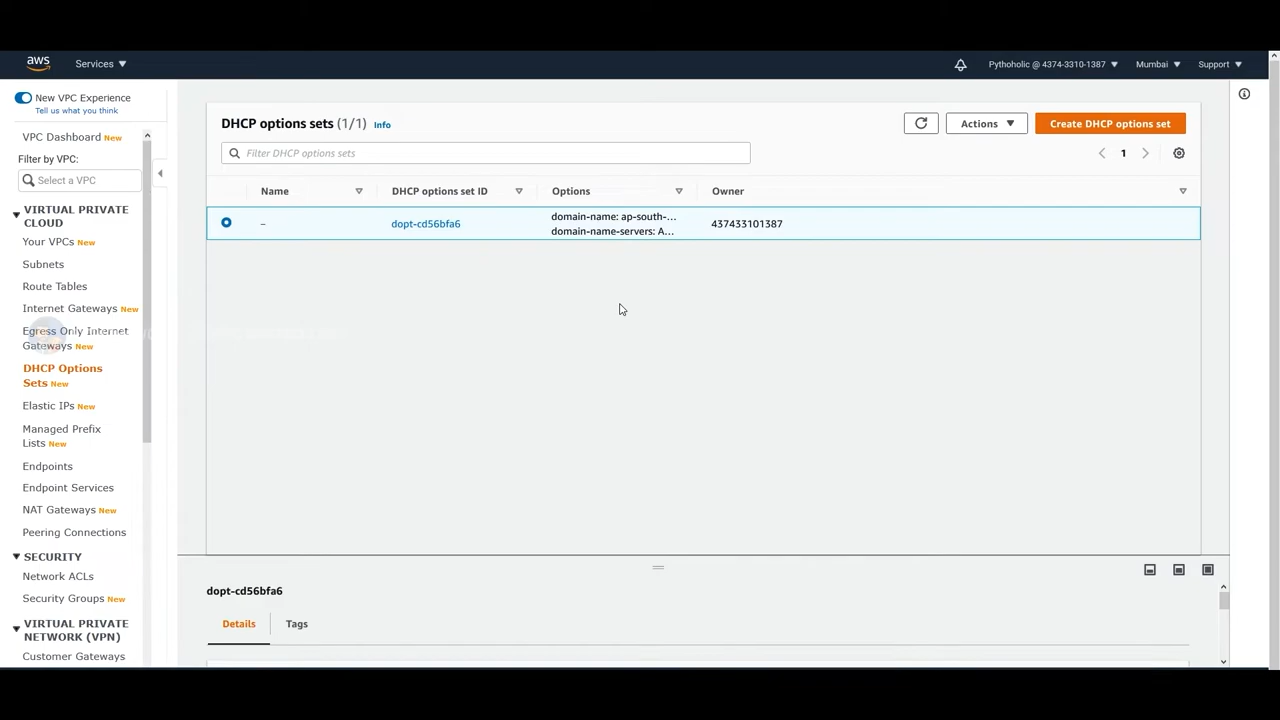 aws
Services
Pythoholic @ 4374-3310-1387
Mumbai
Support
New VPC Experience
Tell us what you think
VPC Dashboard New
Filter by VPC:
Select a VPC
VIRTUAL PRIVATE
CLOUD
Your VPCs New
Subnets
Route Tables
Internet Gateways New
Egress Only Internet
Gateways New
DHCP Options
Sets New
Elastic IPs New
Managed Prefix
Lists New
Endpoints
Endpoint Services
NAT Gateways New
Peering Connections
SECURITY
Network ACLs
Security Groups New
VIRTUAL PRIVATE
NETWORK (VPN)
Customer Gateways
DHCP options sets (1/1) Info
Actions
Create DHCP options set
Filter DHCP options sets
1
Name
DHCP options set ID
Options
Owner
–
dopt-cd56bfa6
domain-name: ap-south-...
domain-name-servers: A...
437433101387
dopt-cd56bfa6
Details
Tags